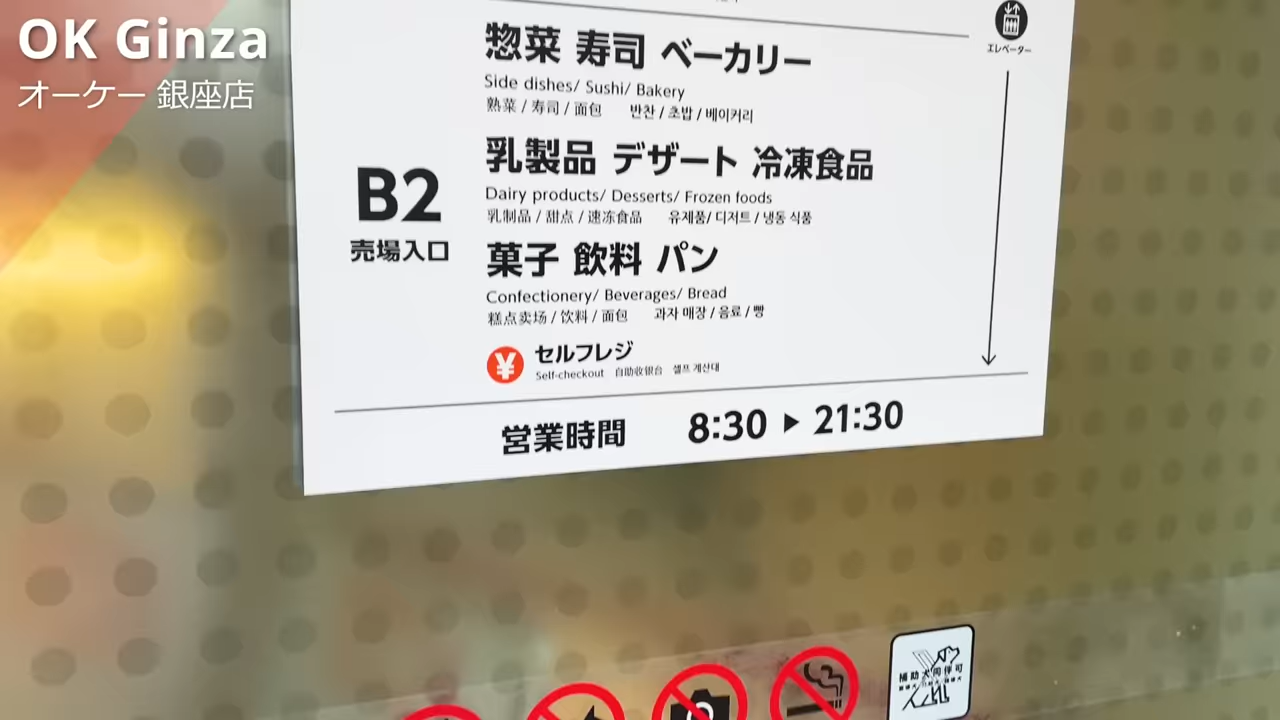 OK Ginza
オーケー 銀座店
エレベーター
惣菜 寿司 ベーカリー
Side dishes/ Sushi/ Bakery
熟菜 / 寿司 / 面包 반찬 / 초밥 / 베이커리
B2
売場入口
乳製品 デザート 冷凍食品
Dairy products/ Desserts/ Frozen foods
乳制品 / 甜点 / 速冻食品 유제품/ 디저트 / 냉동 식품
菓子 飲料 パン
Confectionery/ Beverages/ Bread
糕点卖场 / 饮料 / 面包 과자 매장 / 음료 / 빵
¥ セルフレジ
Self-checkout 自助收银台 셀프 계산대
営業時間 8:30 ▶ 21:30
補助犬同伴可